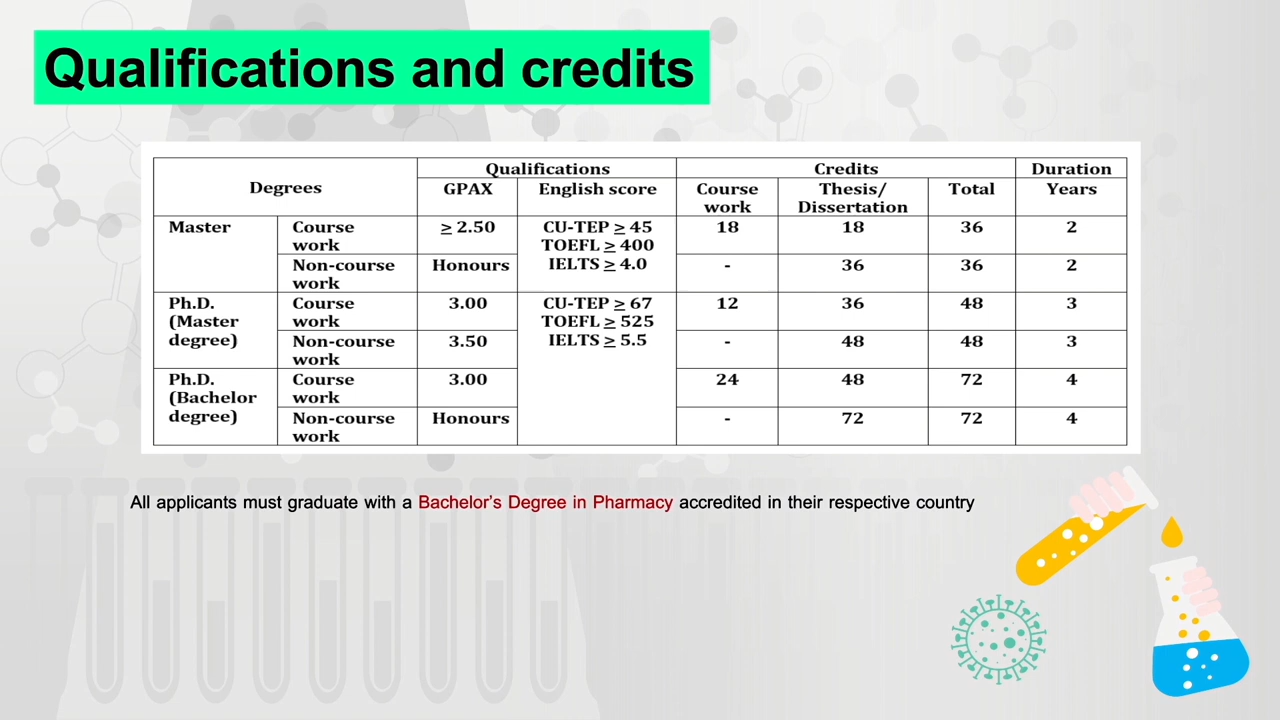 Qualifications and credits
Degrees Qualifications Credits Duration
GPAX English score Course work Thesis/ Dissertation Total Years
Master Course work ≥ 2.50 CU-TEP ≥ 45 18 18 36 2
TOEFL ≥ 400
Non-course work Honours IELTS ≥ 4.0 - 36 36 2
Ph.D. (Master degree) Course work 3.00 CU-TEP ≥ 67 12 36 48 3
TOEFL ≥ 525
Non-course work 3.50 IELTS ≥ 5.5 - 48 48 3
Ph.D. (Bachelor degree) Course work 3.00 24 48 72 4
Non-course work Honours - 72 72 4
All applicants must graduate with a Bachelor's Degree in Pharmacy accredited in their respective country